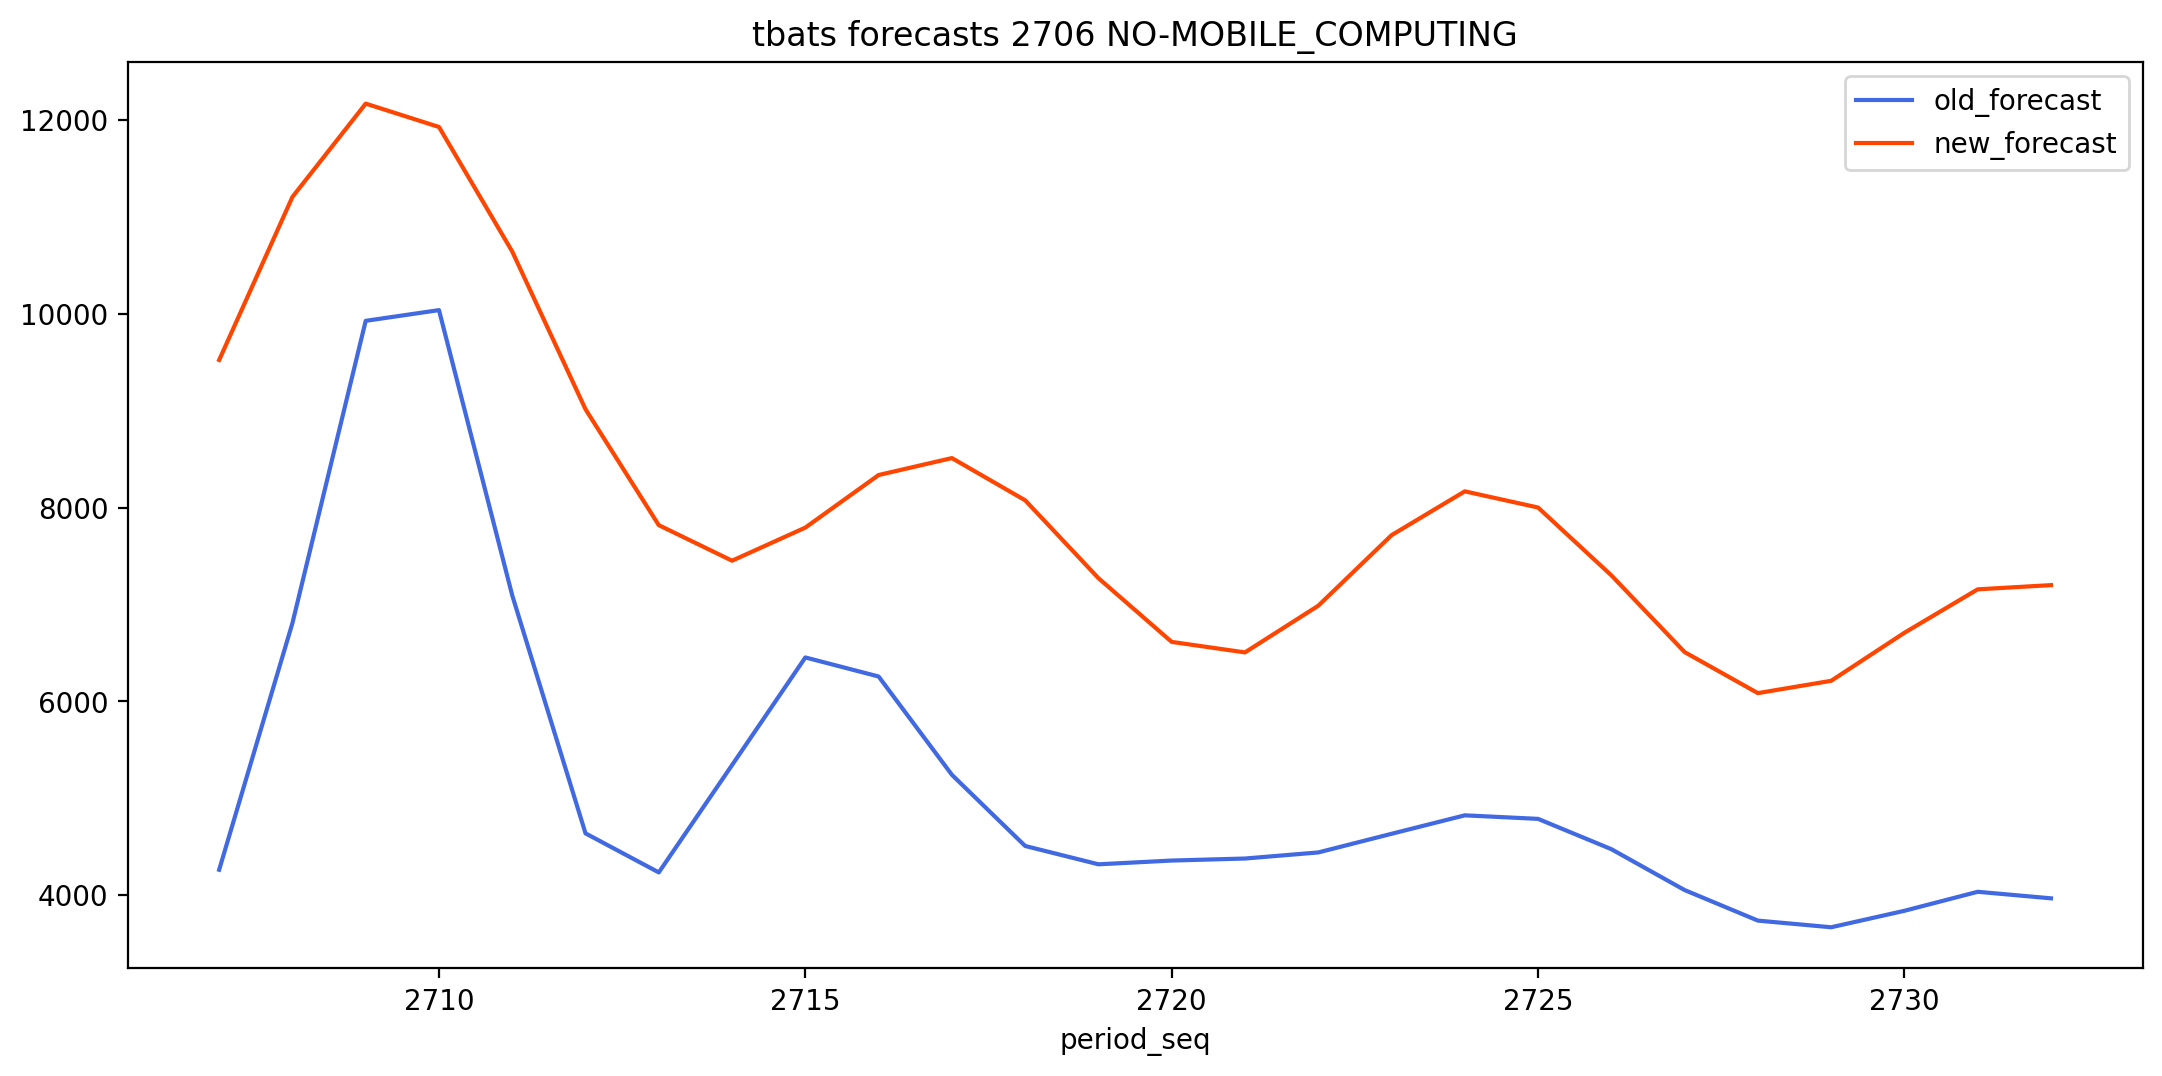 tbats forecasts 2706 NO-MOBILE_COMPUTING
old_forecast
new_forecast
12000
10000
8000
6000
4000
2710 2715 2720 2725 2730
period_seq